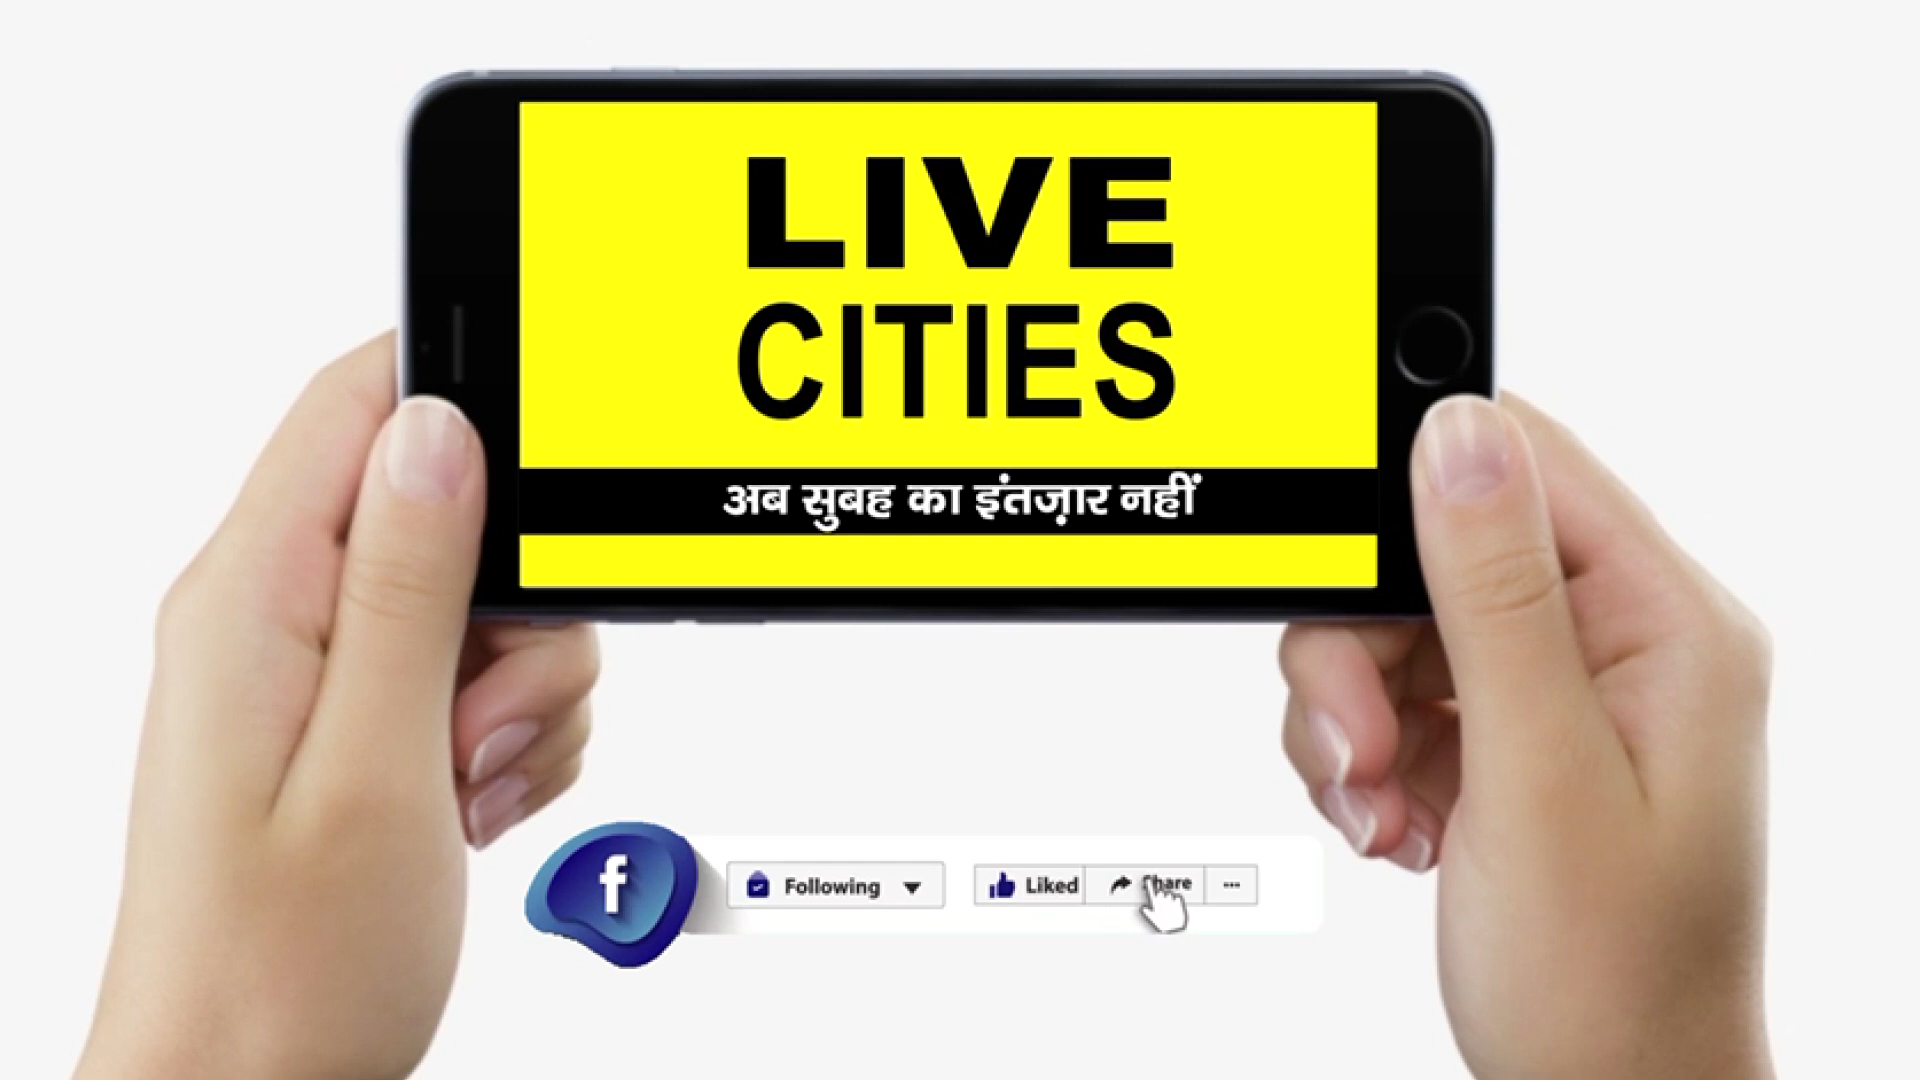 LIVE
CITIES
अब सुबह का इंतज़ार नहीं
f Following Liked Share ...